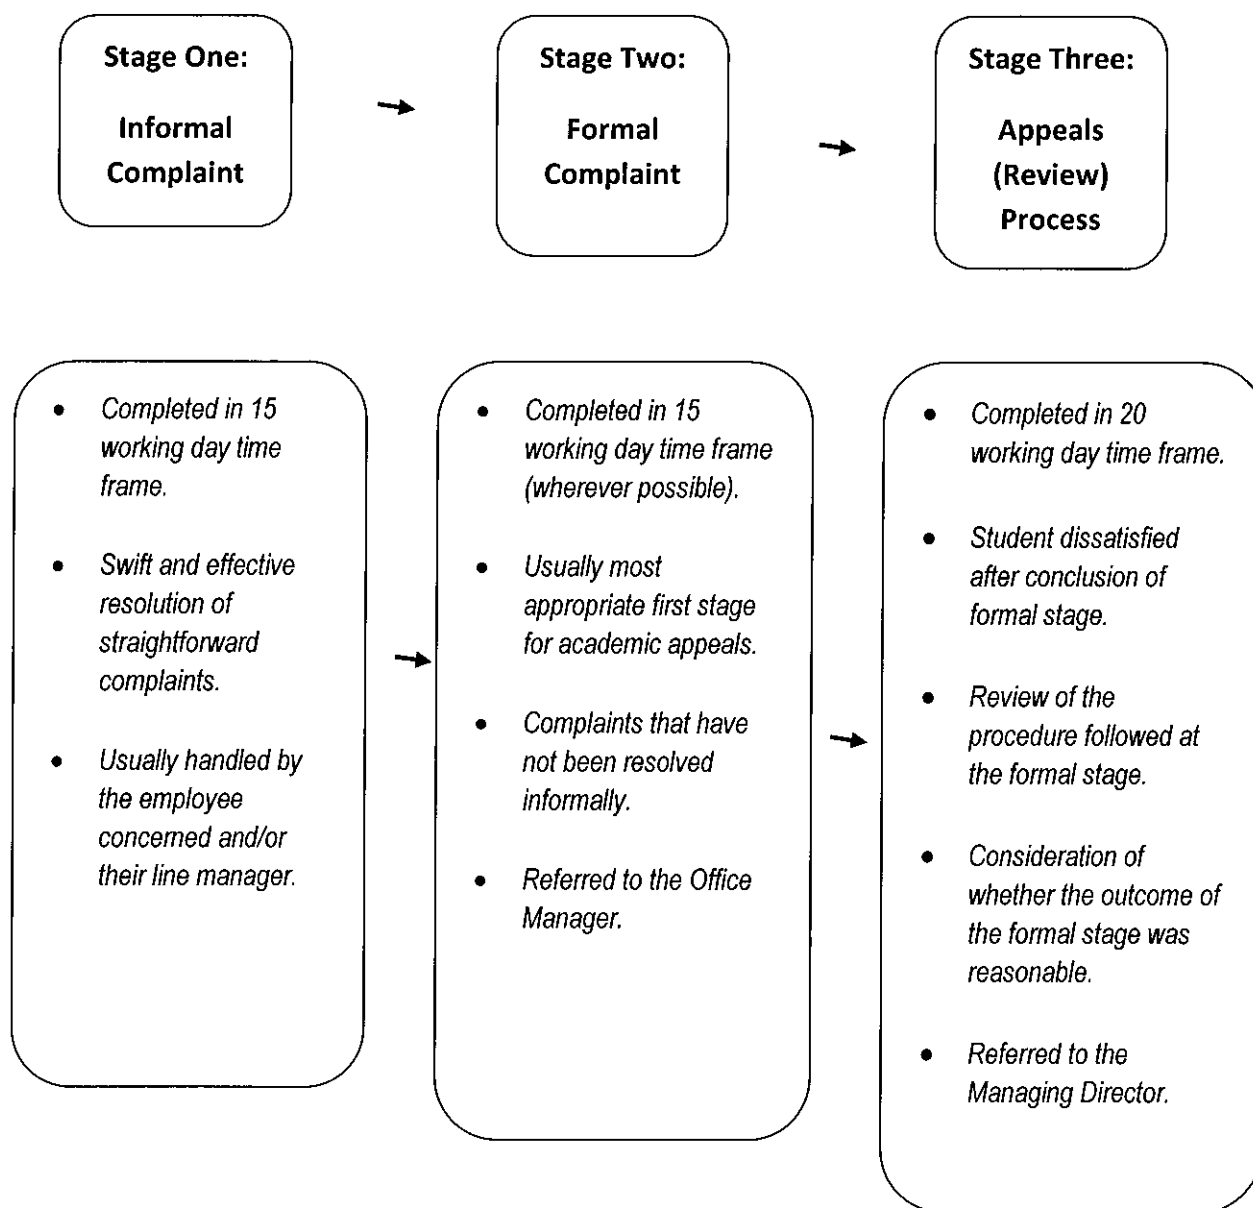 Stage One:
Informal
Complaint
Stage Two:
Formal
Complaint
Stage Three:
Appeals
(Review)
Process
• Completed in 15
working day time
frame.
• Swift and effective
resolution of
straightforward
complaints.
• Usually handled by
the employee
concerned and/or
their line manager.
• Completed in 15
working day time frame
(wherever possible).
• Usually most
appropriate first stage
for academic appeals.
• Complaints that have
not been resolved
informally.
• Referred to the Office
Manager.
• Completed in 20
working day time frame.
• Student dissatisfied
after conclusion of
formal stage.
• Review of the
procedure followed at
the formal stage.
• Consideration of
whether the outcome of
the formal stage was
reasonable.
• Referred to the
Managing Director.